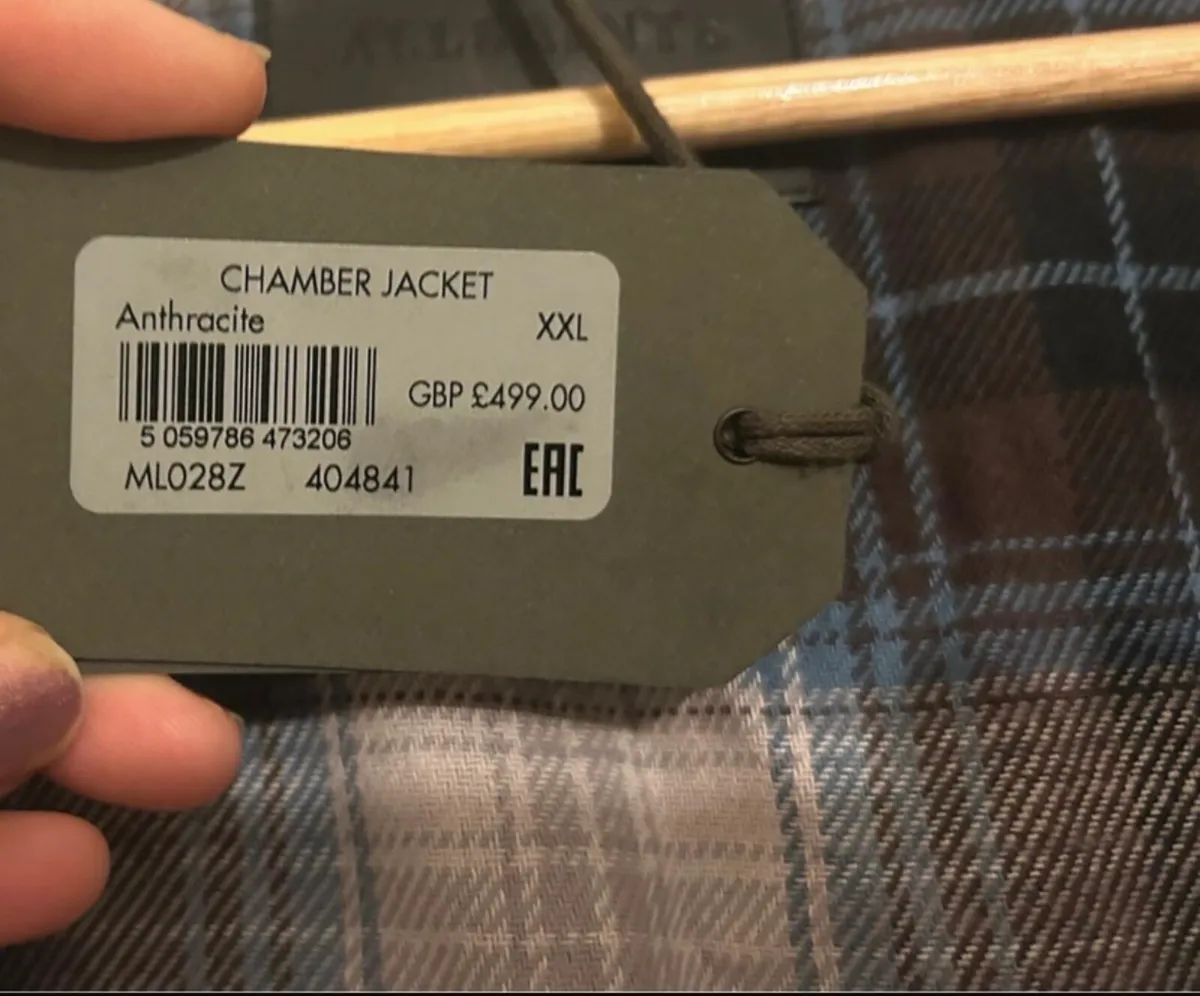 CHAMBER JACKET
Anthracite XXL
GBP £499.00
5 059786 473206
ML028Z 404841 EAC